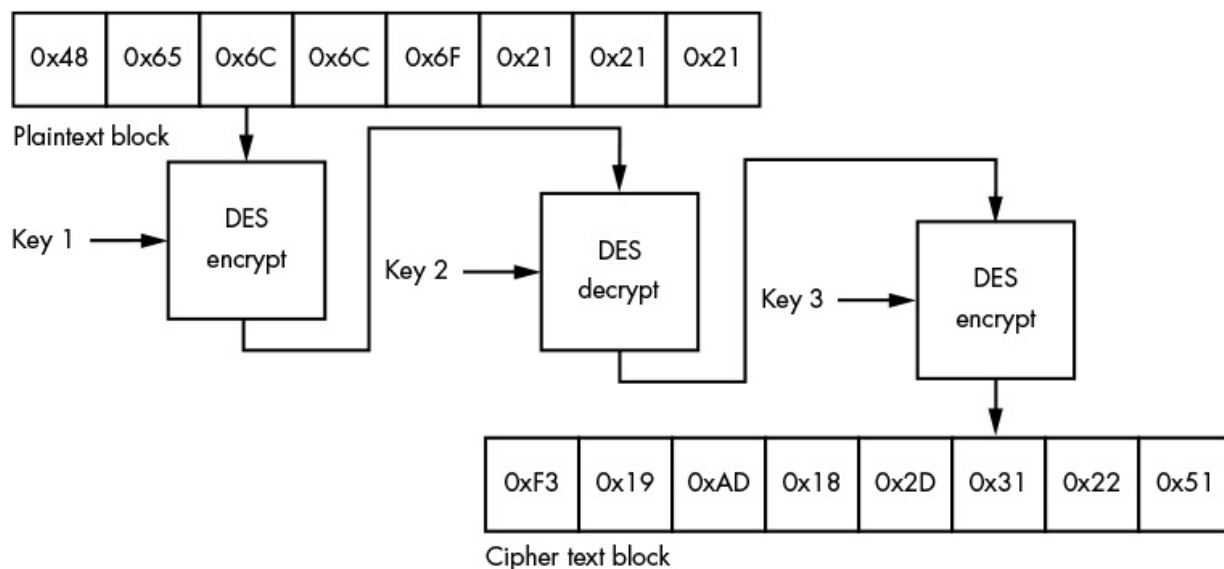 0x48 0x65 0x6C 0x6C 0x6F 0x21 0x21 0x21
Plaintext block
Key 1
DES
encrypt
Key 2
DES
decrypt
Key 3
DES
encrypt
0xF3 0x19 0xAD 0x18 0x2D 0x31 0x22 0x51
Cipher text block